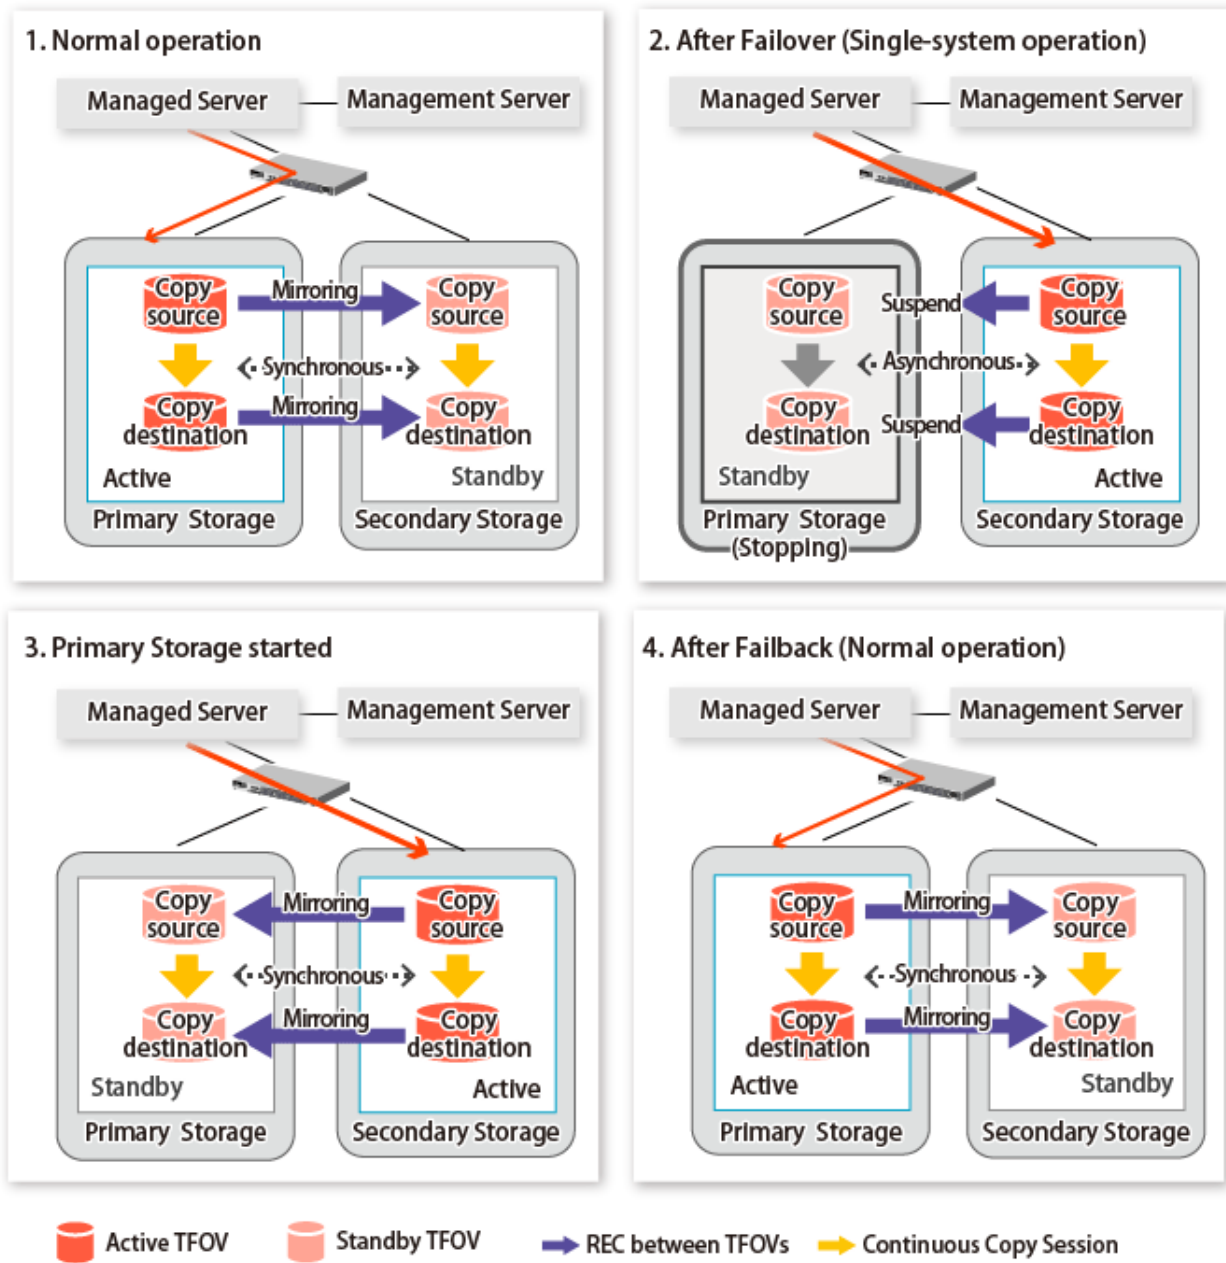 1. Normal operation
Managed Server
Management Server
Copy
source
Mirroring
Copy
source
Synchronous
Copy
destination
Mirroring
Copy
destination
Active
Standby
Primary Storage
Secondary Storage
2. After Failover (Single-system operation)
Managed Server
Management Server
Copy
source
Suspend
Copy
source
Asynchronous
Copy
destination
Suspend
Copy
destination
Standby
Active
Primary Storage
(Stopping)
Secondary Storage
3. Primary Storage started
Managed Server
Management Server
Copy
source
Mirroring
Copy
source
Synchronous
Copy
destination
Mirroring
Copy
destination
Standby
Active
Primary Storage
Secondary Storage
4. After Failback (Normal operation)
Managed Server
Management Server
Copy
source
Mirroring
Copy
source
Synchronous
Copy
destination
Mirroring
Copy
destination
Active
Standby
Primary Storage
Secondary Storage
Active TFOV
Standby TFOV
REC between TFOVs
Continuous Copy Session